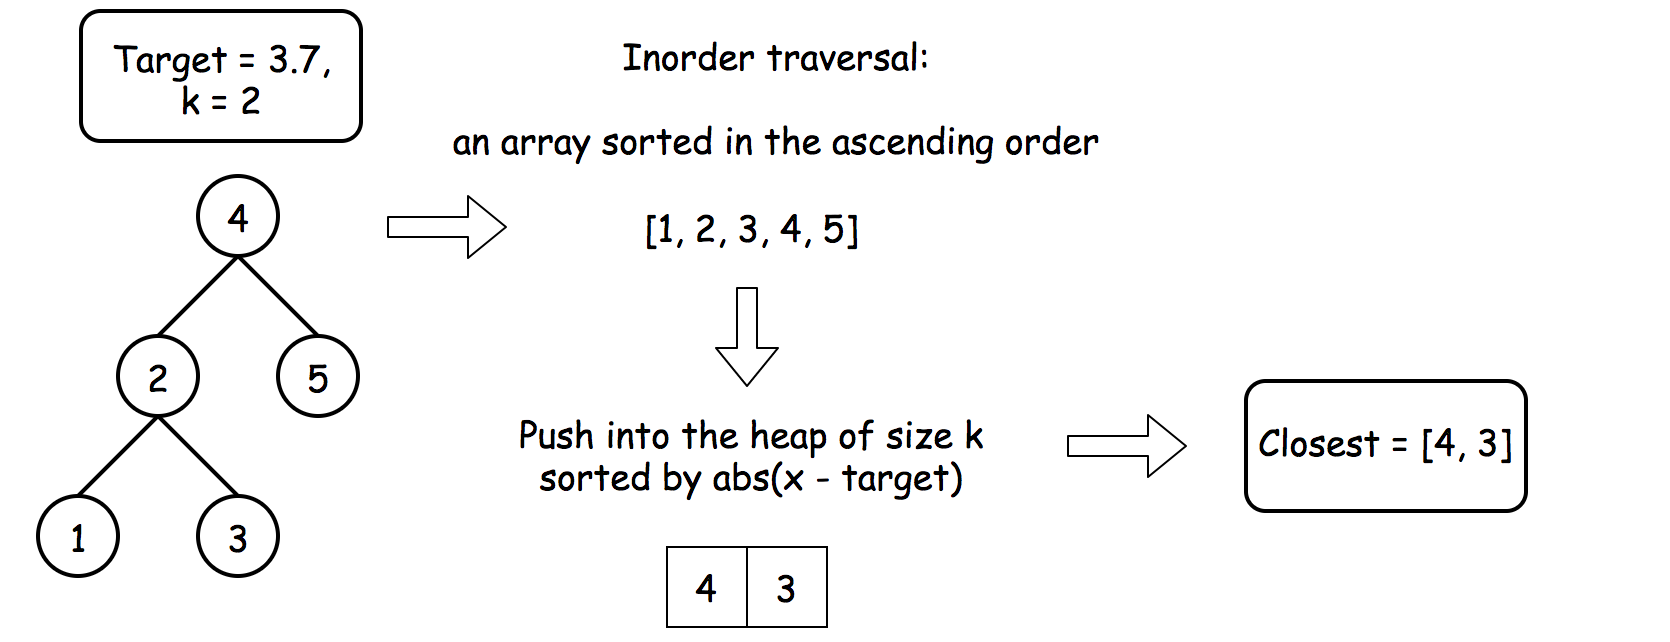 Target = 3.7,
k = 2
Inorder traversal:
an array sorted in the ascending order
[1, 2, 3, 4, 5]
4
2
5
1
3
Push into the heap of size k
sorted by abs(x - target)
4
3
Closest = [4, 3]